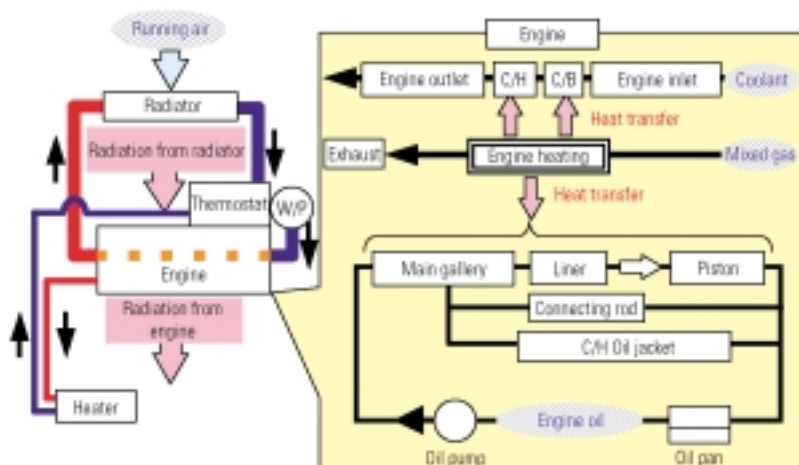 Running air
Radiator
Radiation from radiator
Thermostat
W/P
Engine
Radiation from
engine
Heater
Engine
Engine outlet
C/H
C/B
Engine inlet
Coolant
Heat transfer
Exhaust
Engine heating
Mixed gas
Heat transfer
Main gallery
Liner
Piston
Connecting rod
C/H Oil jacket
Engine oil
Oil pump
Oil pan